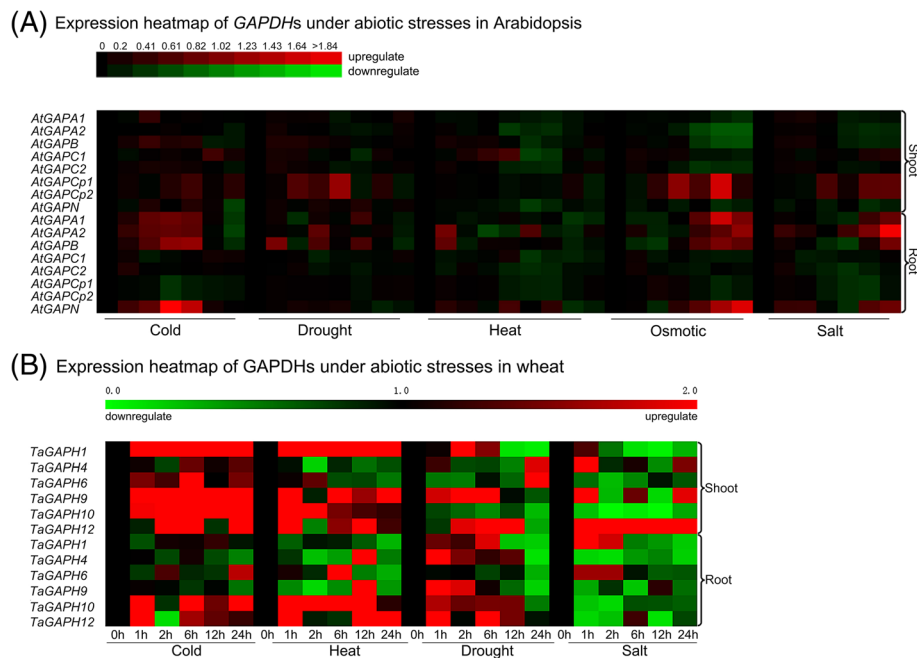 (A) Expression heatmap of GAPDHs under abiotic stresses in Arabidopsis
0 0.2 0.41 0.61 0.82 1.02 1.23 1.43 1.64 >1.84
upregulate
downregulate
AtGAPA1
AtGAPA2
AtGAPB
AtGAPC1
AtGAPC2
AtGAPCp1
AtGAPCp2
AtGAPN
Shoot
AtGAPA1
AtGAPA2
AtGAPB
AtGAPC1
AtGAPC2
AtGAPCp1
AtGAPCp2
AtGAPN
Root
Cold Drought Heat Osmotic Salt
(B) Expression heatmap of GAPDHs under abiotic stresses in wheat
0.0 1.0 2.0
downregulate upregulate
TaGAPH1
TaGAPH4
TaGAPH6
TaGAPH9
TaGAPH10
TaGAPH12
Shoot
TaGAPH1
TaGAPH4
TaGAPH6
TaGAPH9
TaGAPH10
TaGAPH12
Root
0h 1h 2h 6h 12h 24h 0h 1h 2h 6h 12h 24h 0h 1h 2h 6h 12h 24h 0h 1h 2h 6h 12h 24h
Cold Heat Drought Salt